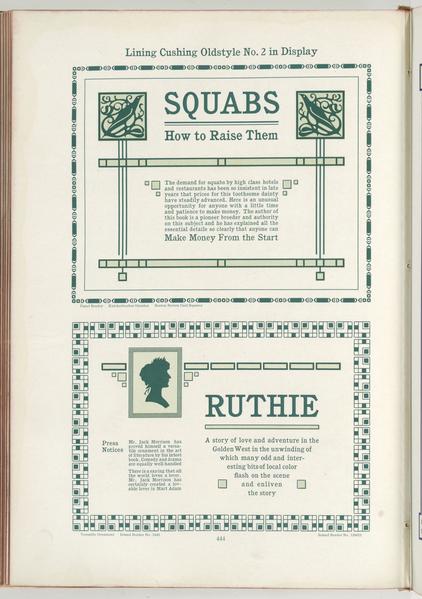 Lining Cushing Oldstyle No. 2 in Display
SQUABS
How to Raise Them
The demand for squabs by high class hotels
and restaurants has been so insistent in late
years that prices for this toothsome dainty
have steadily advanced. Here is an unusual
opportunity for anyone with a little time
and patience to make money. The author of
this book is a pioneer breeder and authority
on this subject and he has explained all the
essential details so clearly that anyone can
Make Money From the Start
RUTHIE
Press
Notices
Mr. Jack Morrison has
proved himself a versa-
tile ornament in the art
of literature by his latest
book. Comedy and drama
are equally well handled
There is a saying that all
the world loves a lover.
Mr. Jack Morrison has
certainly created a lov-
able lover in Mart Adam
A story of love and adventure in the
Golden West in the unwinding of
which many odd and inter-
esting bits of local color
flash on the scene
and enliven
the story
444